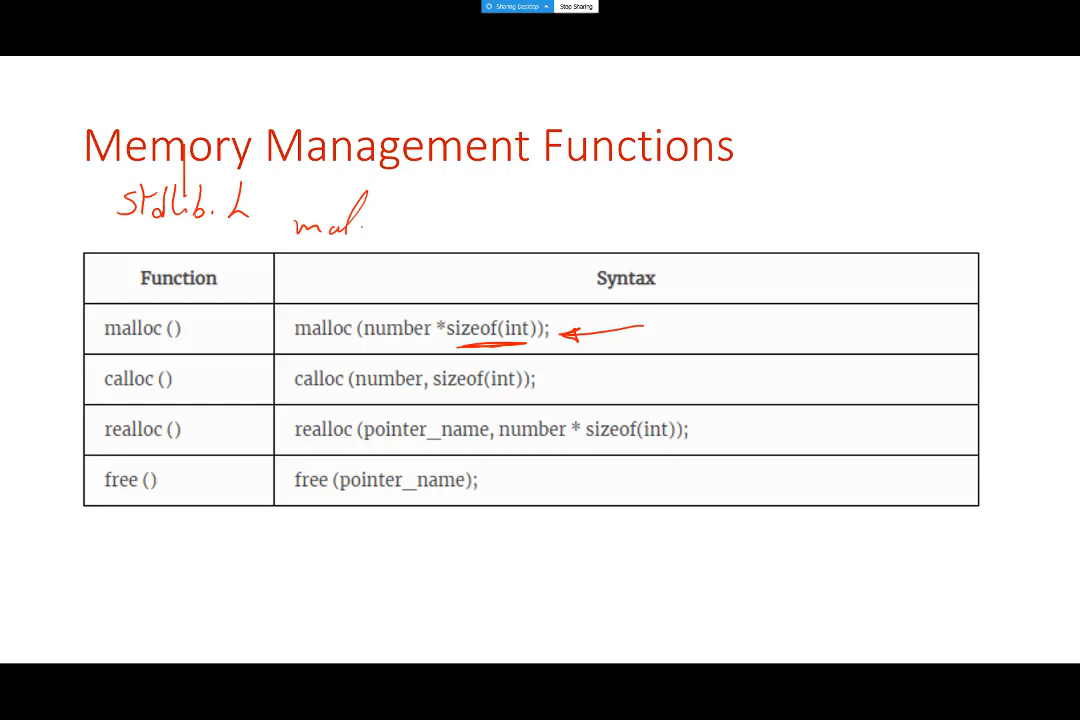 Sharing Desktop Stop Sharing
Memory Management Functions
stdlib.h
mal
Function Syntax
malloc () malloc (number *sizeof(int));
calloc () calloc (number, sizeof(int));
realloc () realloc (pointer_name, number * sizeof(int));
free () free (pointer_name);